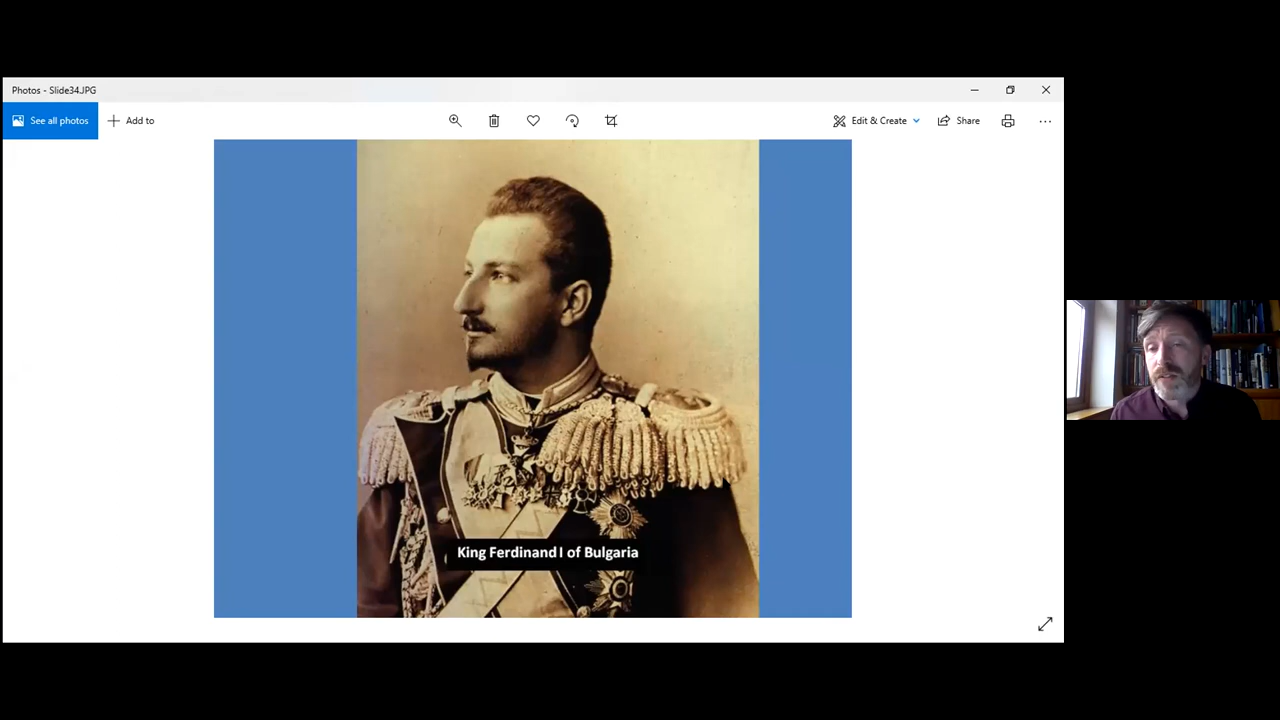 Photos - Slide34.JPG
See all photos
Add to
Edit & Create
Share
King Ferdinand I of Bulgaria